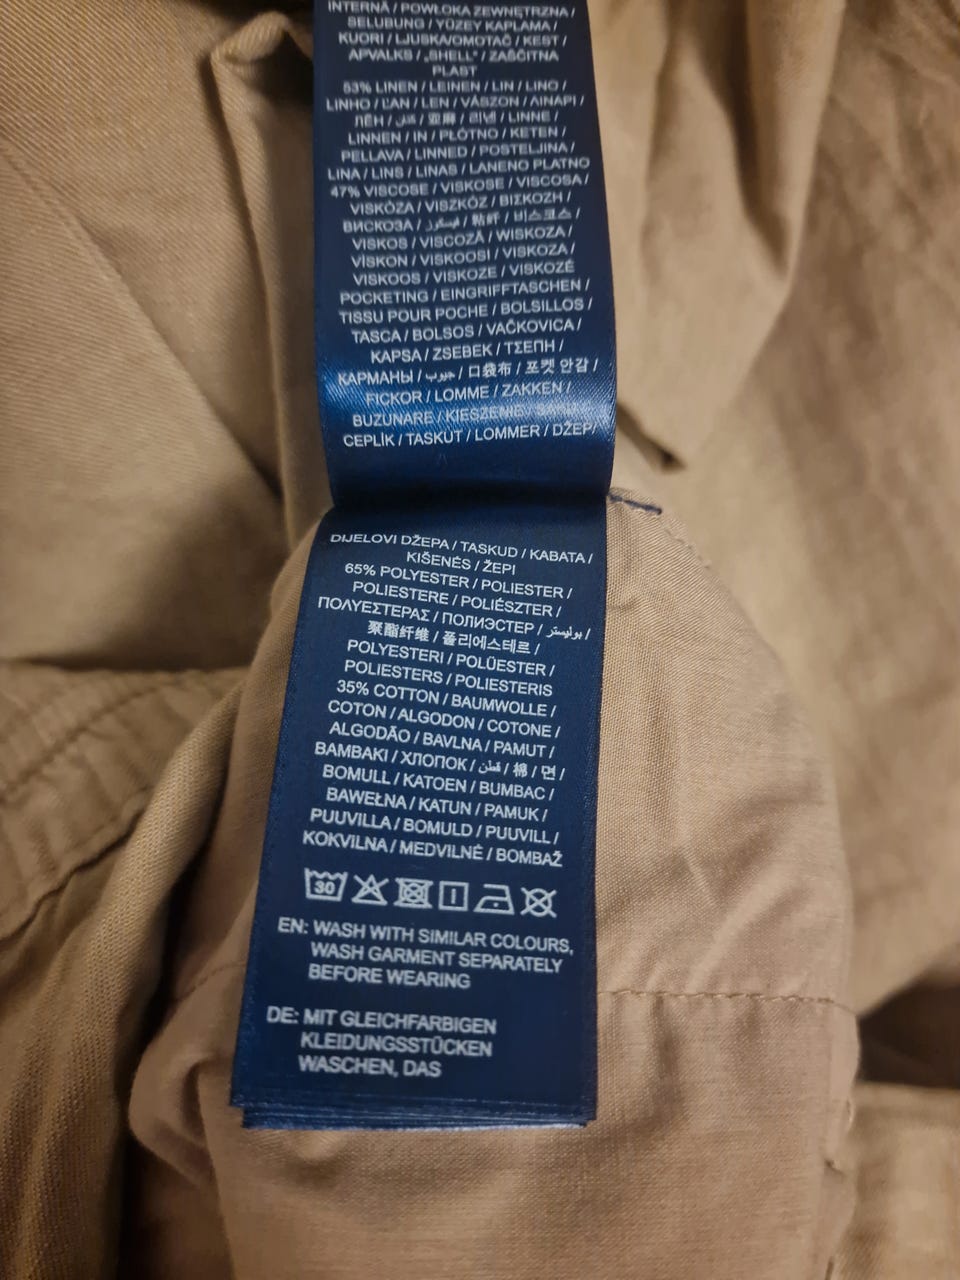 INTERNĂ / POWŁOKA ZEWNĘTRZNA /
SELUBUNG / YÜZEY KAPLAMA /
KUORI / LJUSKA/OMOTAČ / KEST /
APVALKS / „SHELL" / ZAŠČITNA
PLAST
53% LINEN / LEINEN / LIN / LINO /
LINHO / ĽAN / LEN / VÁSZON / ΛΙΝΑΡΙ /
ЛЁН / كتان / 亚麻 / 리넨 / LINNE /
LINNEN / IN / PŁÓTNO / KETEN /
PELLAVA / LINNED / POSTELJINA /
LINA / LINS / LINAS / LANENO PLATNO
47% VISCOSE / VISKOSE / VISCOSA /
VISKÓZA / VISZKÓZ / ΒΙΣΚΟΖΗ /
ВИСКОЗА / فيسكوز / 粘纤 / 비스코스 /
VISKOS / VISCOZĂ / WISKOZA /
VİSKON / VISKOOSI / VISKOZA /
VISKOOS / VISKOZE / VISKOZĖ
POCKETING / EINGRIFFTASCHEN /
TISSU POUR POCHE / BOLSILLOS /
TASCA / BOLSOS / VAČKOVICA /
KAPSA / ZSEBEK / ΤΣΕΠΗ /
КАРМАНЫ / جيوب / 口袋布 / 포켓 안감 /
FICKOR / LOMME / ZAKKEN /
BUZUNARE / KIESZENIE /
CEPLİK / TASKUT / LOMMER / DŽEP/
DIJELOVI DŽEPA / TASKUD / KABATA /
KIŠENĖS / ŽEPI
65% POLYESTER / POLIESTER /
POLIESTERE / POLIÉSZTER /
ΠΟΛΥΕΣΤΕΡΑΣ / ПОЛИЭСТЕР / بوليستر /
聚酯纤维 / 폴리에스테르 /
POLYESTERI / POLÜESTER /
POLIESTERS / POLIESTERIS
35% COTTON / BAUMWOLLE /
COTON / ALGODON / COTONE /
ALGODÃO / BAVLNA / PAMUT /
ΒΑΜΒΑΚΙ / ХЛОПОК / قطن / 棉 / 면 /
BOMULL / KATOEN / BUMBAC /
BAWEŁNA / KATUN / PAMUK /
PUUVILLA / BOMULD / PUUVILL /
KOKVILNA / MEDVILNĖ / BOMBAŽ
30
EN: WASH WITH SIMILAR COLOURS,
WASH GARMENT SEPARATELY
BEFORE WEARING
DE: MIT GLEICHFARBIGEN
KLEIDUNGSSTÜCKEN
WASCHEN, DAS